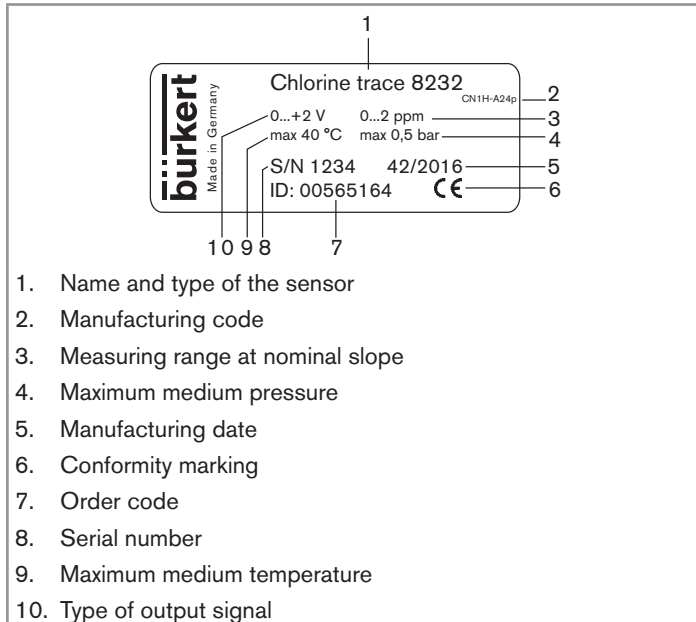 1
bürkert
Made in Germany
Chlorine trace 8232
CN1H-A24p
2
0...+2 V 0...2 ppm
3
max 40 °C max 0,5 bar
4
S/N 1234 42/2016
5
ID: 00565164 CE
6
10 9 8 7
1. Name and type of the sensor
2. Manufacturing code
3. Measuring range at nominal slope
4. Maximum medium pressure
5. Manufacturing date
6. Conformity marking
7. Order code
8. Serial number
9. Maximum medium temperature
10. Type of output signal